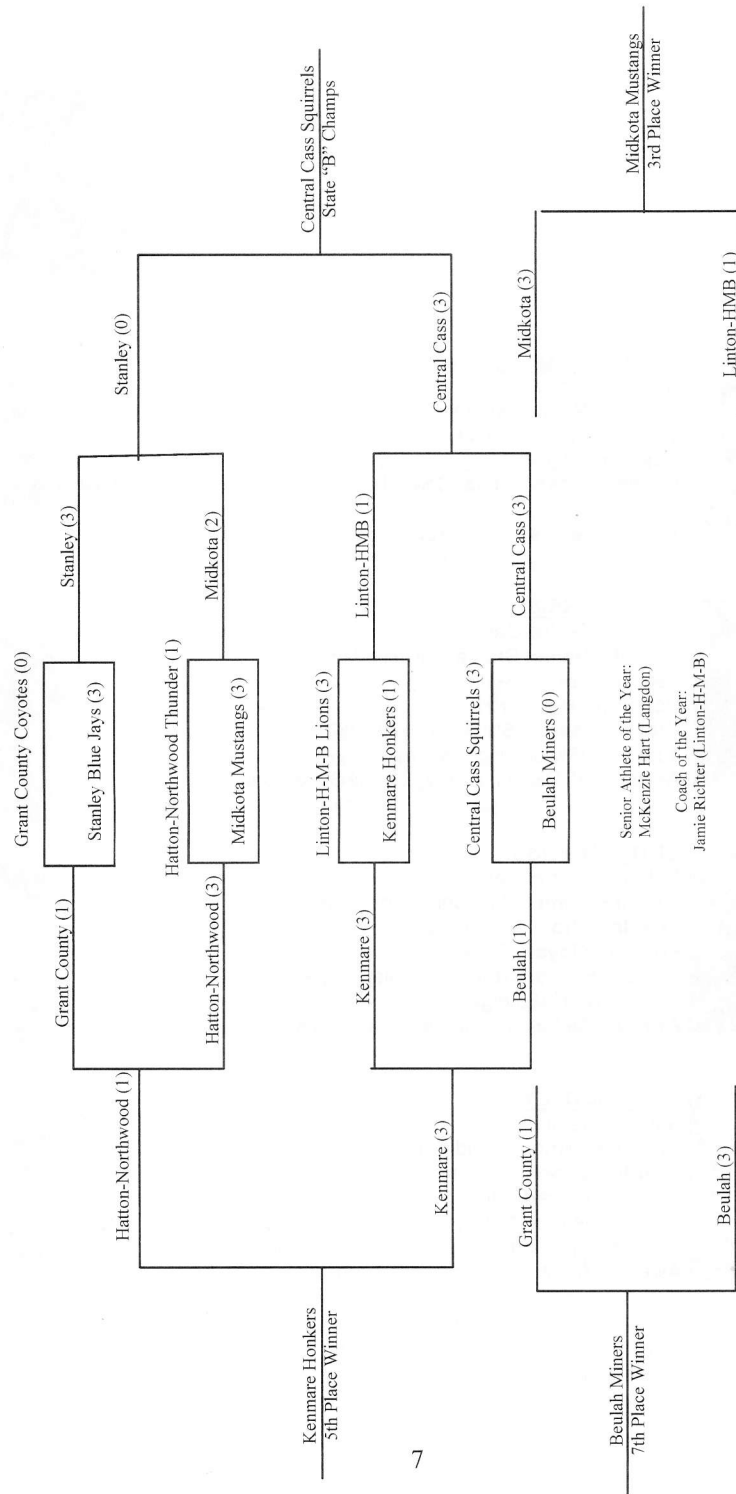 Grant County Coyotes (0)
Stanley Blue Jays (3)
Hatton-Northwood Thunder (1)
Midkota Mustangs (3)
Linton-H-M-B Lions (3)
Kenmare Honkers (1)
Central Cass Squirrels (3)
Beulah Miners (0)
Stanley (3)
Midkota (2)
Linton-HMB (1)
Central Cass (3)
Stanley (0)
Central Cass (3)
Central Cass Squirrels
State “B” Champs
Grant County (1)
Hatton-Northwood (3)
Kenmare (3)
Beulah (1)
Hatton-Northwood (1)
Kenmare (3)
Kenmare Honkers
5th Place Winner
Grant County (1)
Beulah (3)
Beulah Miners
7th Place Winner
Senior Athlete of the Year:
McKenzie Hart (Langdon)
Coach of the Year:
Jamie Richter (Linton-H-M-B)
Midkota (3)
Linton-HMB (1)
Midkota Mustangs
3rd Place Winner
7